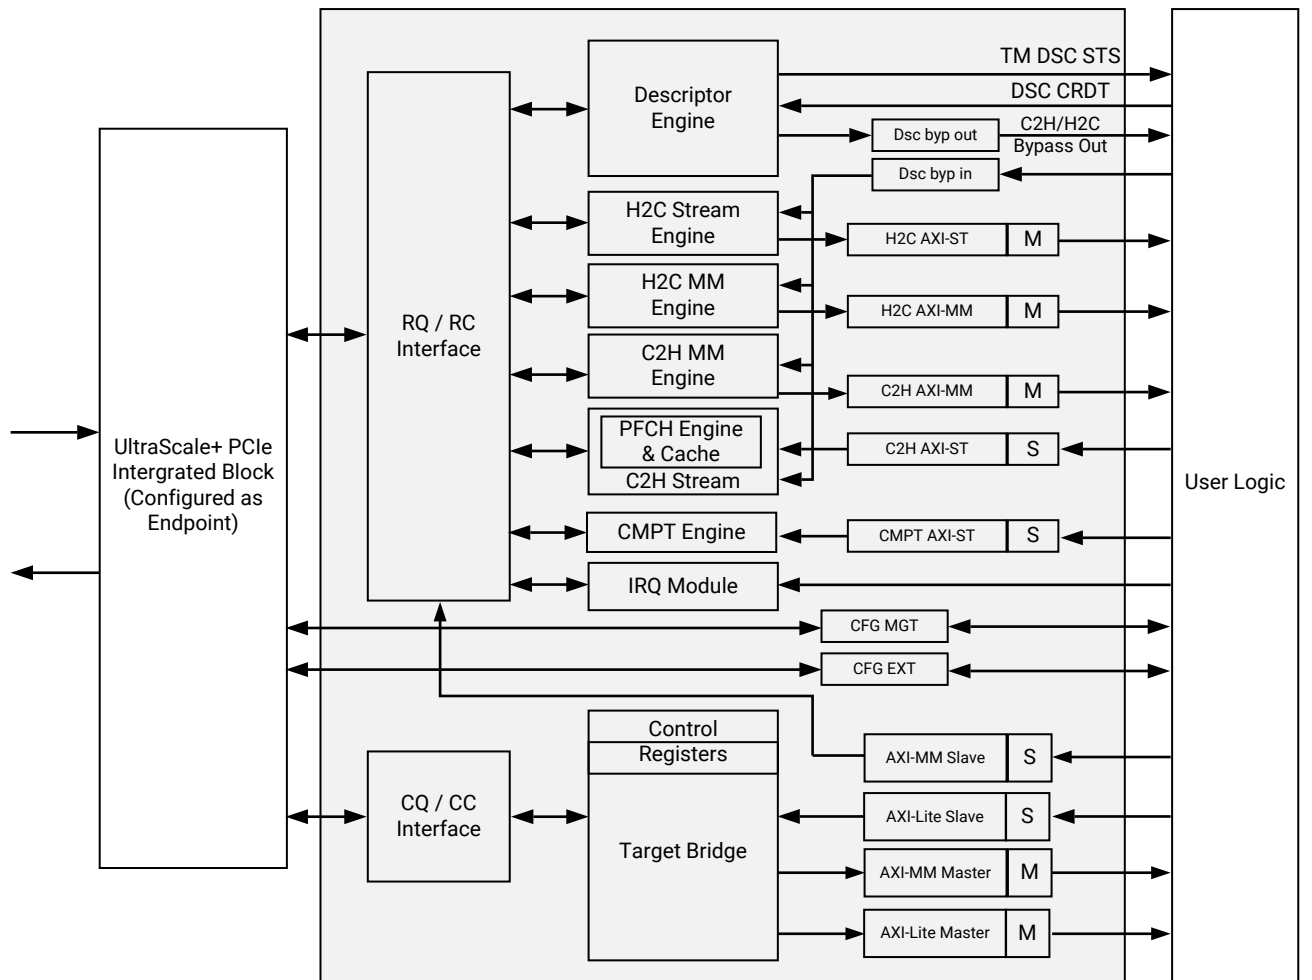 TM DSC STS
DSC CRDT
Descriptor
Engine
Dsc byp out
C2H/H2C
Bypass Out
Dsc byp in
H2C Stream
Engine
H2C AXI-ST
M
H2C MM
Engine
H2C AXI-MM
M
RQ / RC
Interface
C2H MM
Engine
C2H AXI-MM
M
PFCH Engine
& Cache
C2H Stream
C2H AXI-ST
S
UltraScale+ PCIe
Intergrated Block
(Configured as
Endpoint)
User Logic
CMPT Engine
CMPT AXI-ST
S
IRQ Module
CFG MGT
CFG EXT
Control
Registers
AXI-MM Slave
S
CQ / CC
Interface
AXI-Lite Slave
S
Target Bridge
AXI-MM Master
M
AXI-Lite Master
M